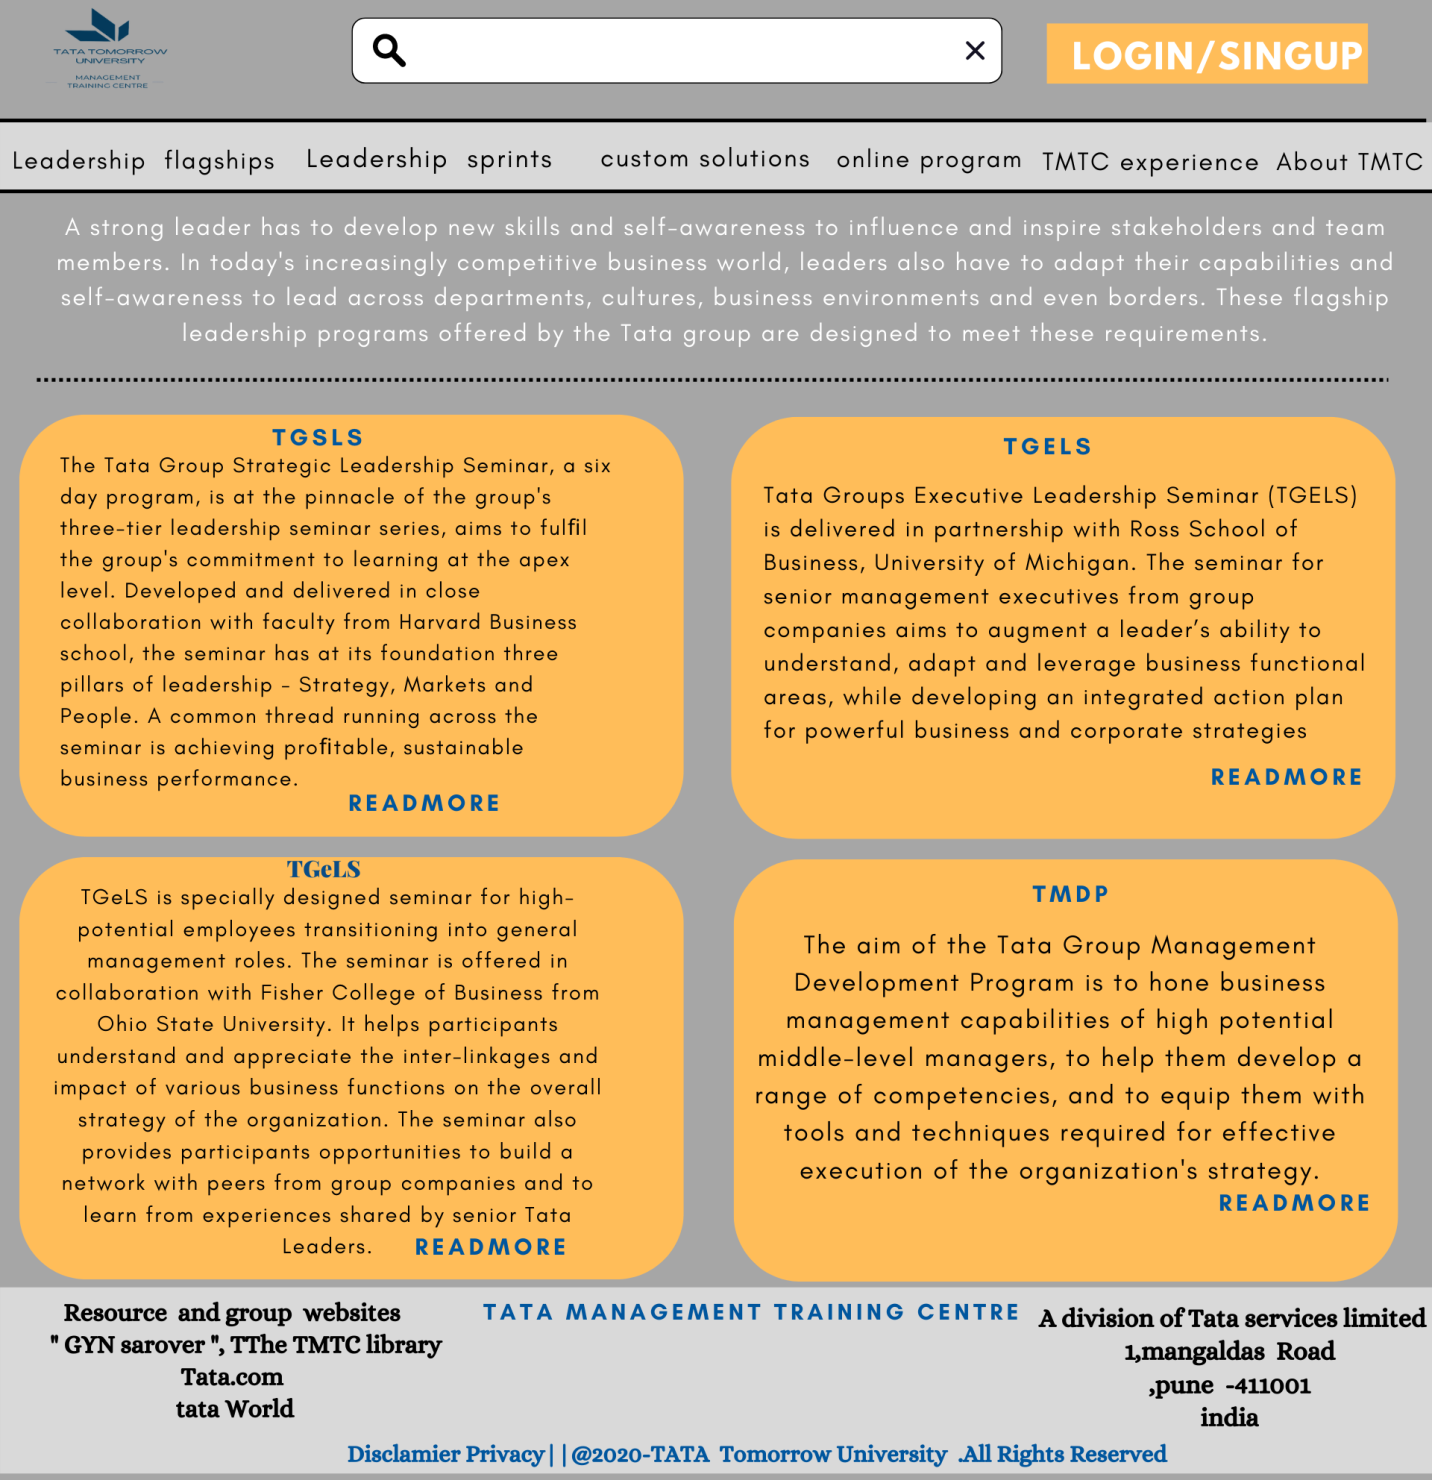 TATA TOMORROW
UNIVERSITY
MANAGEMENT
TRAINING CENTRE
LOGIN/SINGUP
Leadership flagships Leadership sprints custom solutions online program TMTC experience About TMTC
A strong leader has to develop new skills and self-awareness to influence and inspire stakeholders and team
members. In today's increasingly competitive business world, leaders also have to adapt their capabilities and
self-awareness to lead across departments, cultures, business environments and even borders. These flagship
leadership programs offered by the Tata group are designed to meet these requirements.
TGSLS
The Tata Group Strategic Leadership Seminar, a six
day program, is at the pinnacle of the group's
three-tier leadership seminar series, aims to fulfil
the group's commitment to learning at the apex
level. Developed and delivered in close
collaboration with faculty from Harvard Business
school, the seminar has at its foundation three
pillars of leadership - Strategy, Markets and
People. A common thread running across the
seminar is achieving profitable, sustainable
business performance.
READMORE
TGELS
Tata Groups Executive Leadership Seminar (TGELS)
is delivered in partnership with Ross School of
Business, University of Michigan. The seminar for
senior management executives from group
companies aims to augment a leader’s ability to
understand, adapt and leverage business functional
areas, while developing an integrated action plan
for powerful business and corporate strategies
READMORE
TGeLS
TGeLS is specially designed seminar for high-
potential employees transitioning into general
management roles. The seminar is offered in
collaboration with Fisher College of Business from
Ohio State University. It helps participants
understand and appreciate the inter-linkages and
impact of various business functions on the overall
strategy of the organization. The seminar also
provides participants opportunities to build a
network with peers from group companies and to
learn from experiences shared by senior Tata
Leaders. READMORE
TMDP
The aim of the Tata Group Management
Development Program is to hone business
management capabilities of high potential
middle-level managers, to help them develop a
range of competencies, and to equip them with
tools and techniques required for effective
execution of the organization's strategy.
READMORE
Resource and group websites
" GYN sarover ", TThe TMTC library
Tata.com
tata World
TATA MANAGEMENT TRAINING CENTRE
A division of Tata services limited
1,mangaldas Road
,pune -411001
india
Disclamier Privacy||@2020-TATA Tomorrow University .All Rights Reserved